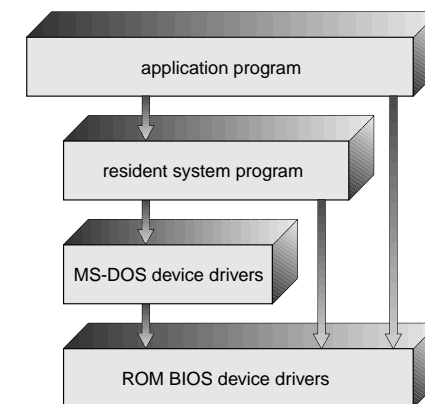 application program
resident system program
MS-DOS device drivers
ROM BIOS device drivers